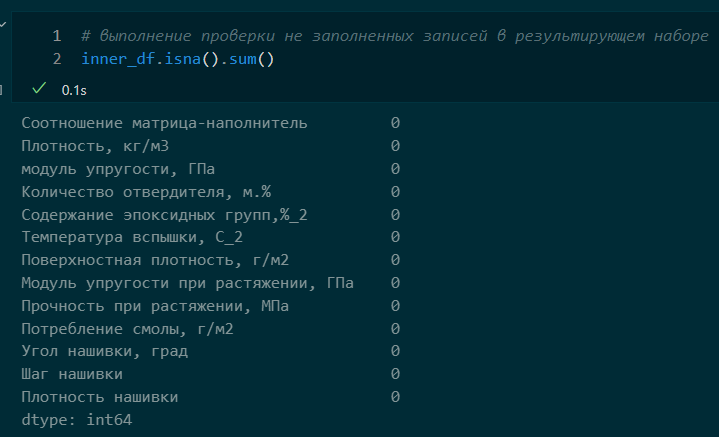 1 # выполнение проверки не заполненных записей в результирующем наборе
2 inner_df.isna().sum()
0.1s
Соотношение матрица-наполнитель 0
Плотность, кг/м3 0
модуль упругости, ГПа 0
Количество отвердителя, м.% 0
Содержание эпоксидных групп,%_2 0
Температура вспышки, С_2 0
Поверхностная плотность, г/м2 0
Модуль упругости при растяжении, ГПа 0
Прочность при растяжении, МПа 0
Потребление смолы, г/м2 0
Угол нашивки, град 0
Шаг нашивки 0
Плотность нашивки 0
dtype: int64